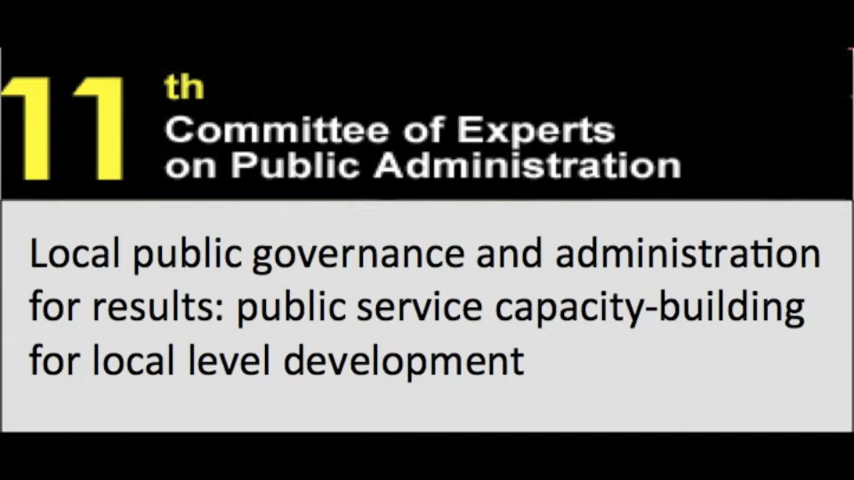 11th
Committee of Experts
on Public Administration
Local public governance and administration
for results: public service capacity-building
for local level development